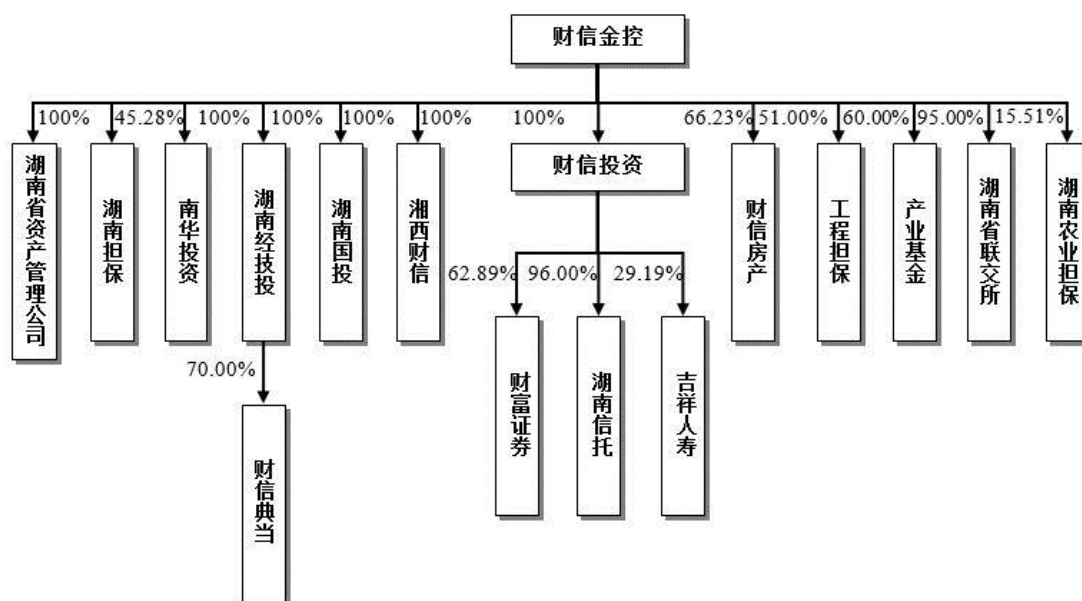 财信金控
100%
45.28%
100%
100%
100%
100%
100%
66.23%
51.00%
60.00%
95.00%
15.51%
湖南省资产管理公司
湖南担保
南华投资
湖南经技投
湖南国投
湘西财信
财信投资
财信房产
工程担保
产业基金
湖南省联交所
湖南农业担保
62.89%
96.00%
29.19%
70.00%
财富证券
湖南信托
吉祥人寿
财信典当